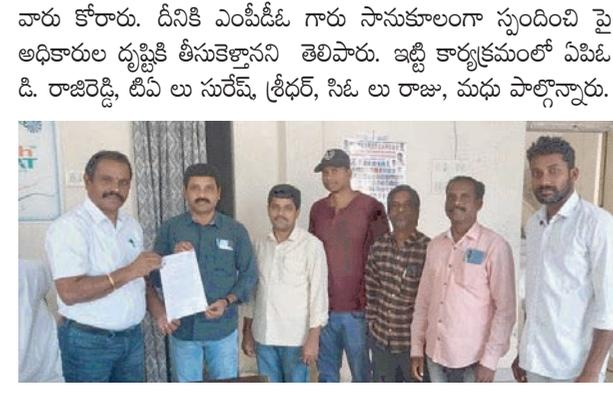 వారు కోరారు. దీనికి ఎంపీడీఓ గారు సానుకూలంగా స్పందించి పై
అధికారుల దృష్టికి తీసుకెళ్తానని తెలిపారు. ఇట్టి కార్యక్రమంలో ఏపిఓ
డి. రాజిరెడ్డి, టిఏ లు సురేష్, శ్రీధర్, సిఓ లు రాజు, మధు పాల్గొన్నారు.